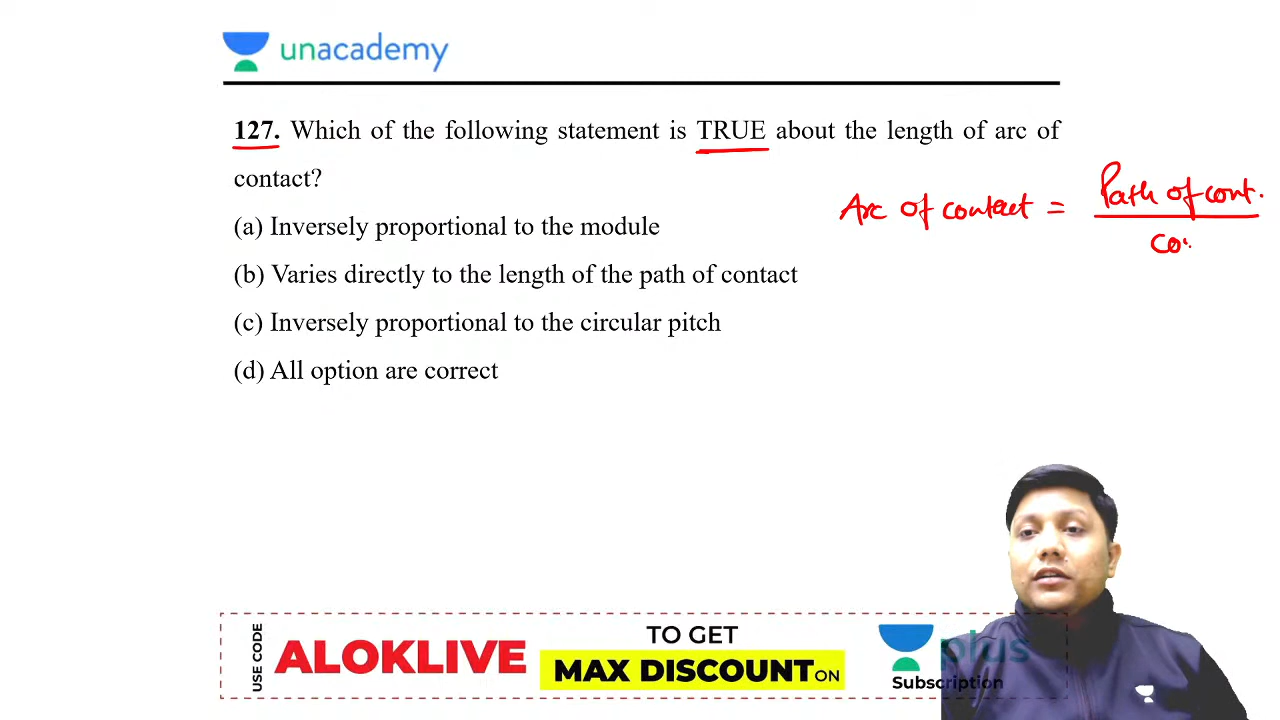 unacademy
127. Which of the following statement is TRUE about the length of arc of
contact?
Arc of contact = Path of cont.
cos
(a) Inversely proportional to the module
(b) Varies directly to the length of the path of contact
(c) Inversely proportional to the circular pitch
(d) All option are correct
USE CODE
ALOKLIVE
TO GET
MAX DISCOUNT ON
plus
Subscription